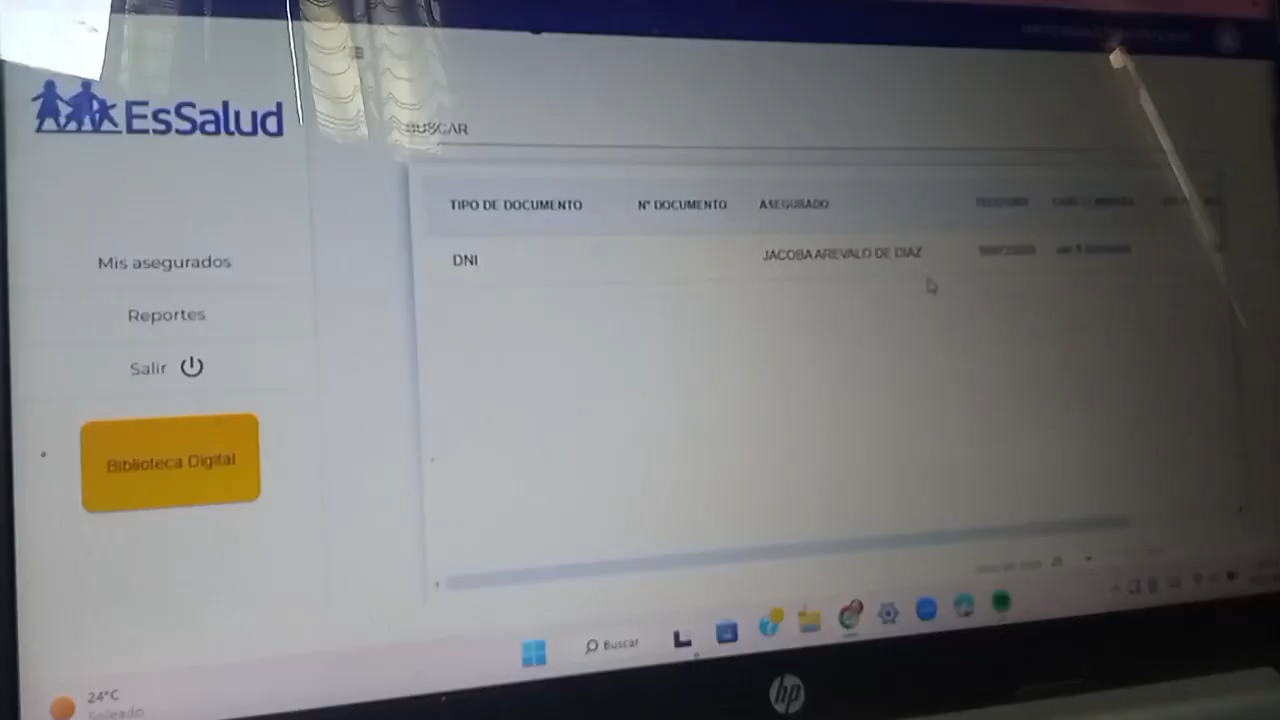 EsSalud
BUSCAR
TIPO DE DOCUMENTO N° DOCUMENTO ASEGURADO
DNI JACOBA AREVALO DE DIAZ
Mis asegurados
Reportes
Salir
Biblioteca Digital
Buscar
24°C
Soleado
hp